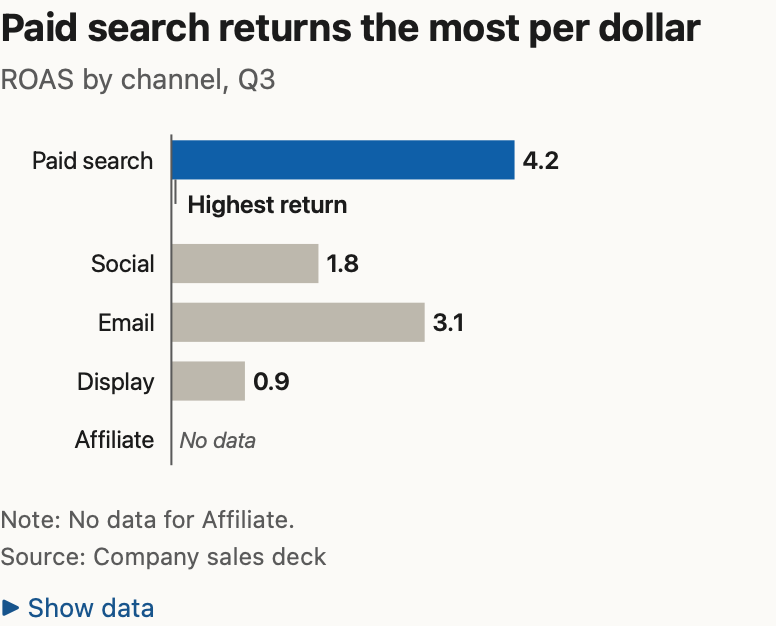 Paid search returns the most per dollar
ROAS by channel, Q3
Paid search 4.2
Highest return
Social 1.8
Email 3.1
Display 0.9
Affiliate No data
Note: No data for Affiliate.
Source: Company sales deck
Show data